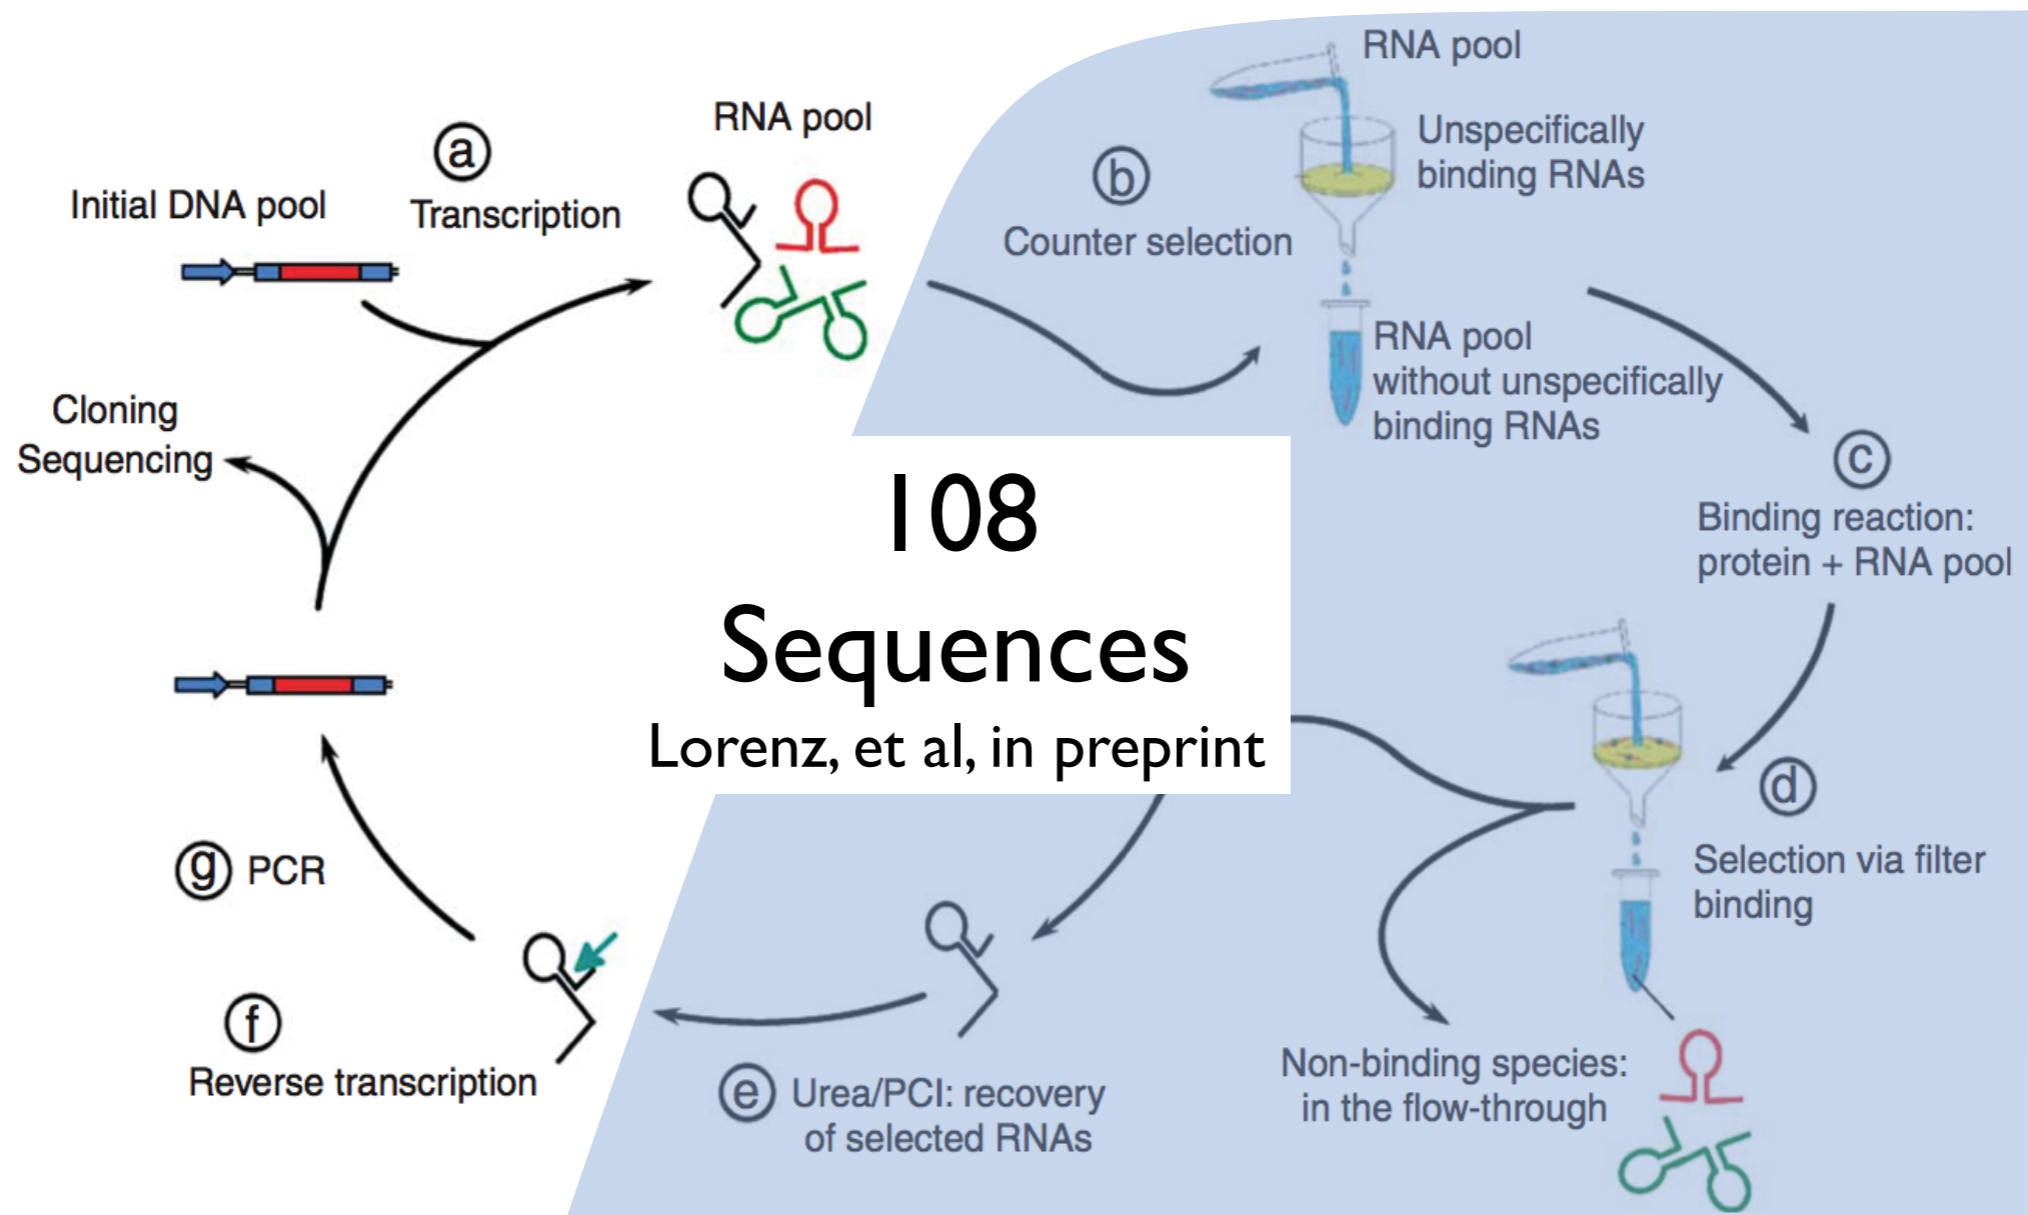 RNA pool
Unspecifically
binding RNAs
b
Counter selection
RNA pool
without unspecifically
binding RNAs
RNA pool
a
Transcription
Initial DNA pool
Cloning
Sequencing
c
Binding reaction:
protein + RNA pool
108
Sequences
Lorenz, et al, in preprint
d
Selection via filter
binding
Non-binding species:
in the flow-through
e Urea/PCI: recovery
of selected RNAs
f
Reverse transcription
g PCR